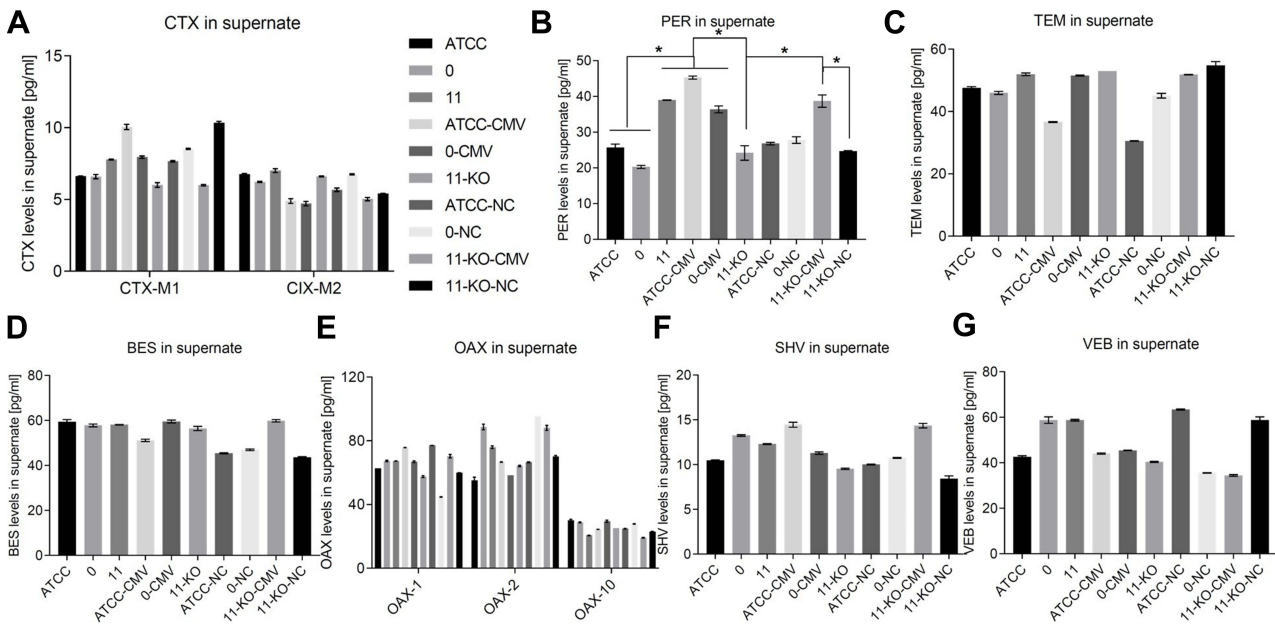 A
CTX in supernate
CTX levels in supernate [pg/ml]
15
10
5
0
CTX-M1
CIX-M2
ATCC
0
11
ATCC-CMV
0-CMV
11-KO
ATCC-NC
0-NC
11-KO-CMV
11-KO-NC
B
PER in supernate
PER levels in supernate [pg/ml]
50
40
30
20
10
0
*
*
*
*
ATCC
0
11
ATCC-CMV
0-CMV
11-KO
ATCC-NC
0-NC
11-KO-CMV
11-KO-NC
C
TEM in supernate
TEM levels in supernate [pg/ml]
60
40
20
0
ATCC
0
11
ATCC-CMV
0-CMV
11-KO
ATCC-NC
0-NC
11-KO-CMV
11-KO-NC
D
BES in supernate
BES levels in supernate [pg/ml]
80
60
40
20
0
ATCC
0
11
ATCC-CMV
0-CMV
11-KO
ATCC-NC
0-NC
11-KO-CMV
11-KO-NC
E
OAX in supernate
OAX levels in supernate [pg/ml]
120
80
40
0
OAX-1
OAX-2
OAX-10
F
SHV in supernate
SHV levels in supernate [pg/ml]
20
15
10
5
0
ATCC
0
11
ATCC-CMV
0-CMV
11-KO
ATCC-NC
0-NC
11-KO-CMV
11-KO-NC
G
VEB in supernate
VEB levels in supernate [pg/ml]
80
60
40
20
0
ATCC
0
11
ATCC-CMV
0-CMV
11-KO
ATCC-NC
0-NC
11-KO-CMV
11-KO-NC